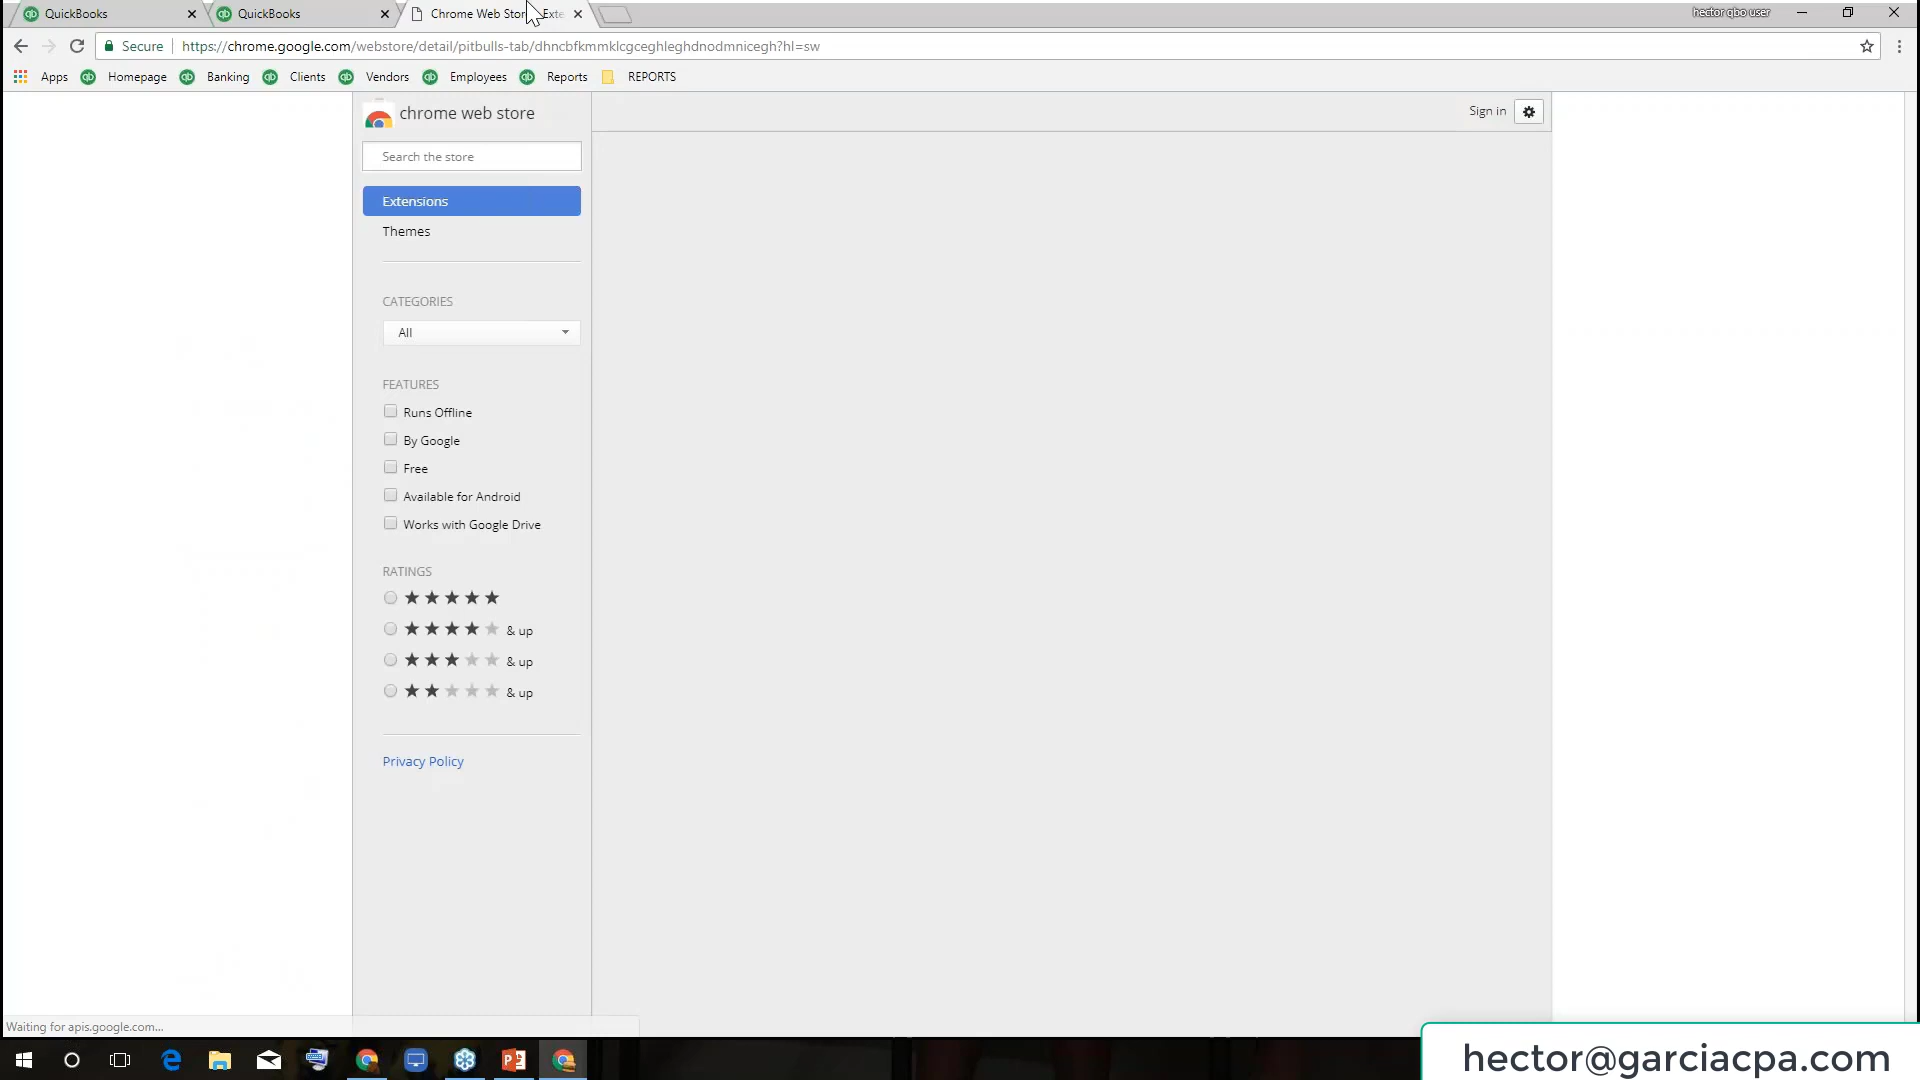 QuickBooks
QuickBooks
Chrome Web Stor Exte
hector qbo user
Secure https://chrome.google.com/webstore/detail/pitbulls-tab/dhncbfkmmklcgceghleghdnodmnicegh?hl=sw
Apps Homepage Banking Clients Vendors Employees Reports REPORTS
chrome web store
Sign in
Search the store
Extensions
Themes
CATEGORIES
All
FEATURES
Runs Offline
By Google
Free
Available for Android
Works with Google Drive
RATINGS
& up
& up
& up
Privacy Policy
Waiting for apis.google.com...
hector@garciacpa.com